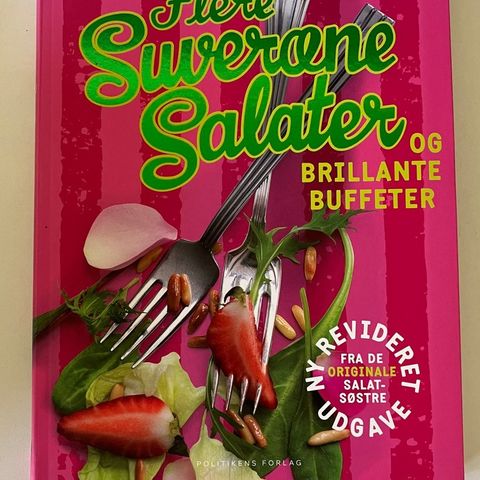 Flere
Suveræne
Salater
OG
BRILLANTE
BUFFETER
NY REVIDERET
FRA DE
ORIGINALE
SALAT-
SØSTRE
UDGAVE
POLITIKENS FORLAG